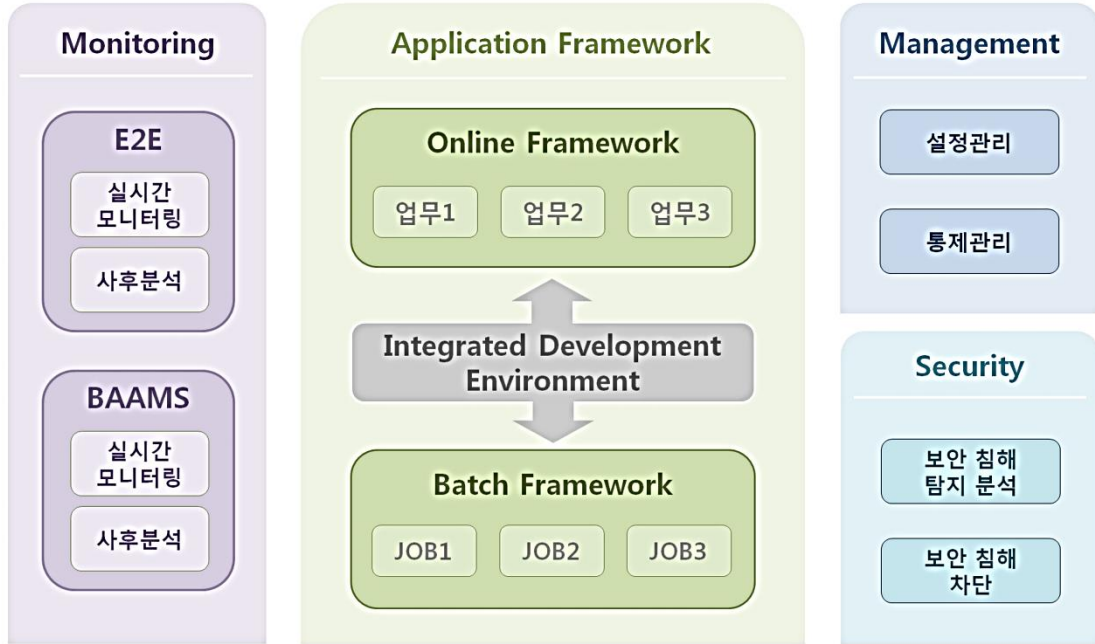 Monitoring
E2E
실시간
모니터링
사후분석
BAAMS
실시간
모니터링
사후분석
Application Framework
Online Framework
업무1
업무2
업무3
Integrated Development
Environment
Batch Framework
JOB1
JOB2
JOB3
Management
설정관리
통제관리
Security
보안 침해
탐지 분석
보안 침해
차단